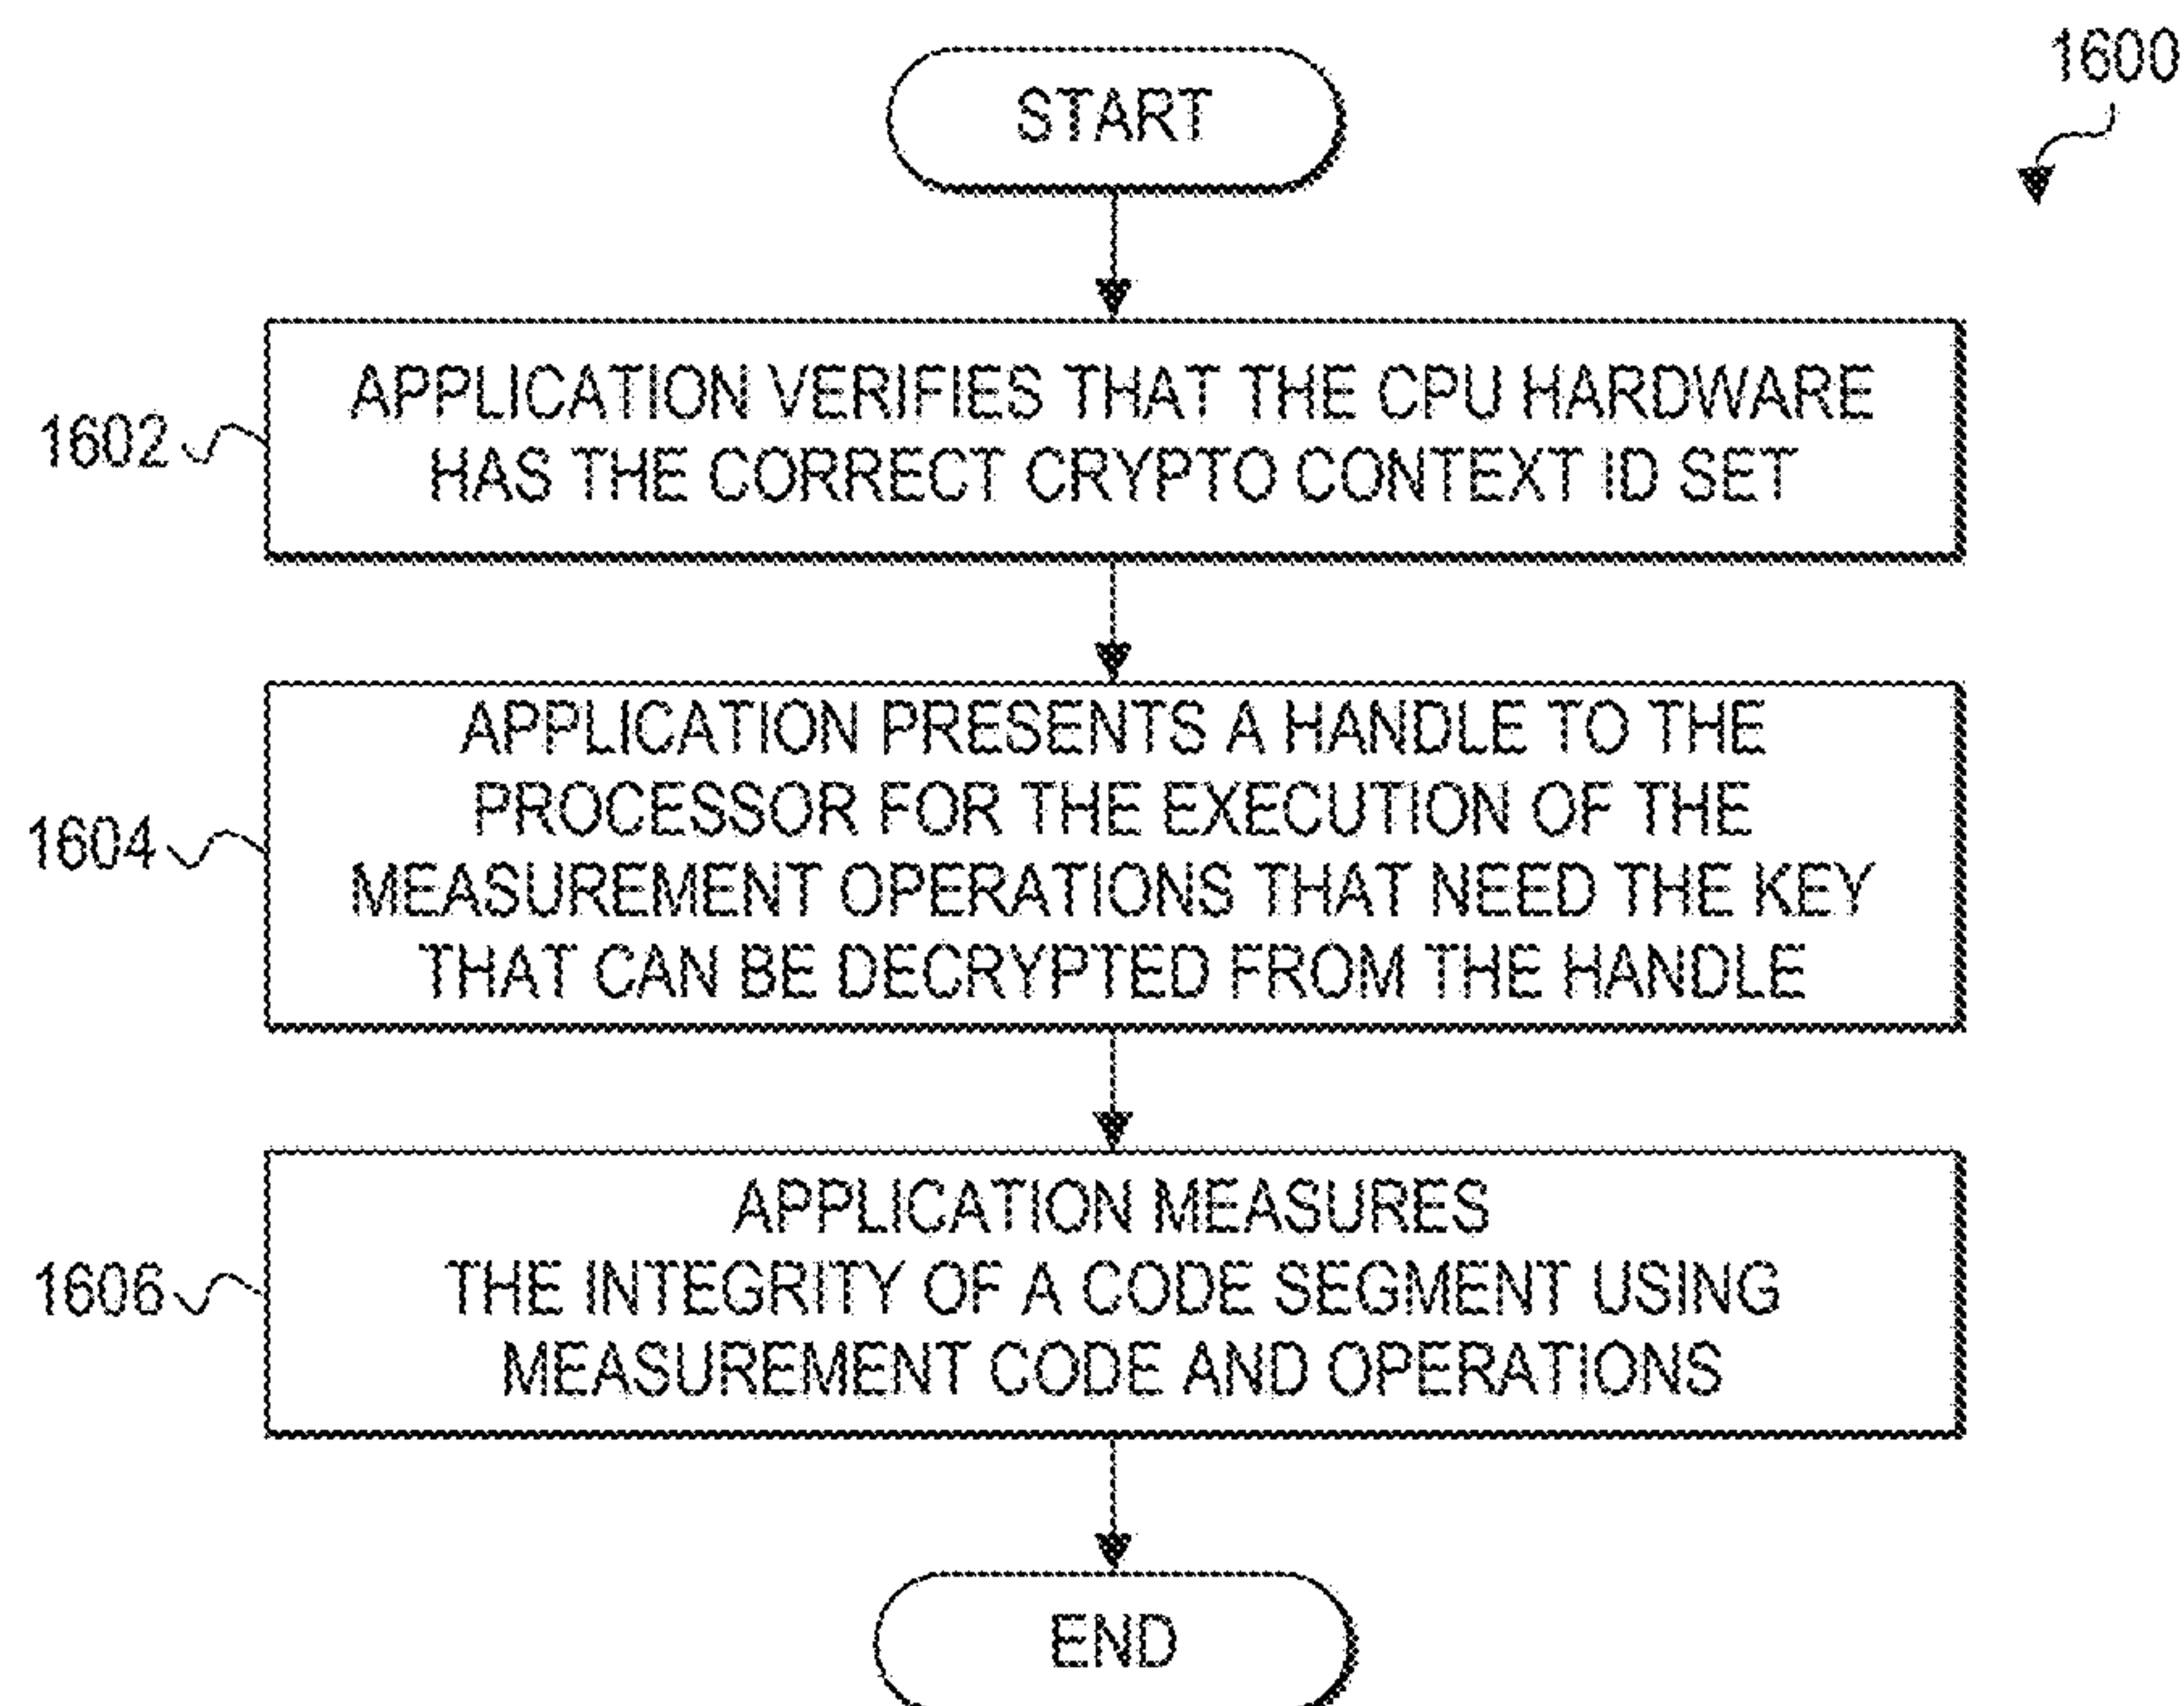 1600
START
1602
APPLICATION VERIFIES THAT THE CPU HARDWARE
HAS THE CORRECT CRYPTO CONTEXT ID SET
1604
APPLICATION PRESENTS A HANDLE TO THE
PROCESSOR FOR THE EXECUTION OF THE
MEASUREMENT OPERATIONS THAT NEED THE KEY
THAT CAN BE DECRYPTED FROM THE HANDLE
1606
APPLICATION MEASURES
THE INTEGRITY OF A CODE SEGMENT USING
MEASUREMENT CODE AND OPERATIONS
END